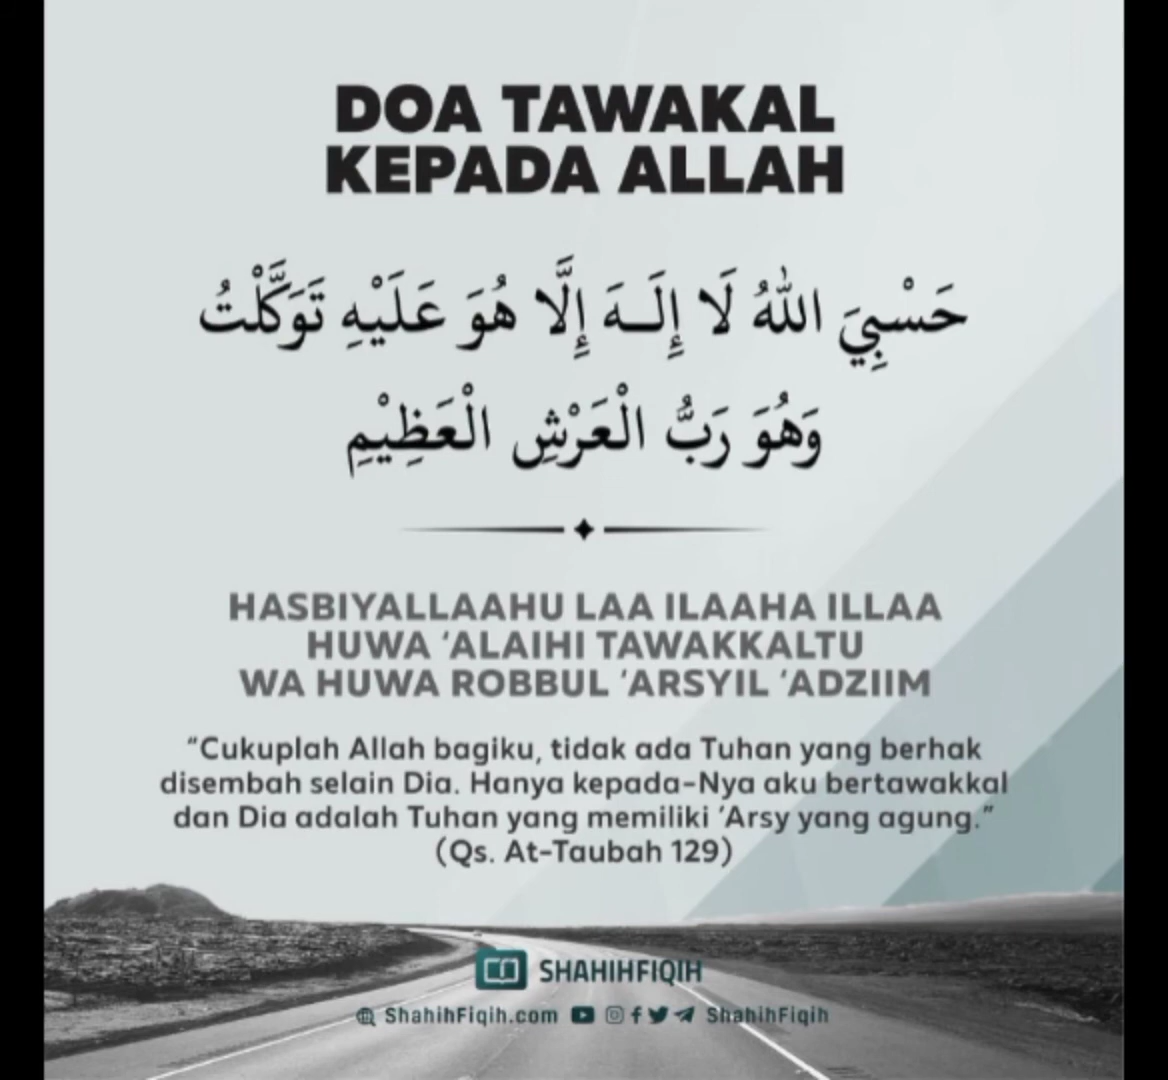 DOA TAWAKAL
KEPADA ALLAH
حَسْبِيَ اللهُ لَا إِلَـهَ إِلَّا هُوَ عَلَيْهِ تَوَكَّلْتُ
وَهُوَ رَبُّ الْعَرْشِ الْعَظِيْمِ
HASBIYALLAAHU LAA ILAAHA ILLAA
HUWA ‘ALAIHI TAWAKKALTU
WA HUWA ROBBUL ‘ARSYIL ‘ADZIIM
“Cukuplah Allah bagiku, tidak ada Tuhan yang berhak
disembah selain Dia. Hanya kepada-Nya aku bertawakkal
dan Dia adalah Tuhan yang memiliki ‘Arsy yang agung.”
(Qs. At-Taubah 129)
SHAHIHFIQIH
ShahihFiqih.com ShahihFiqih